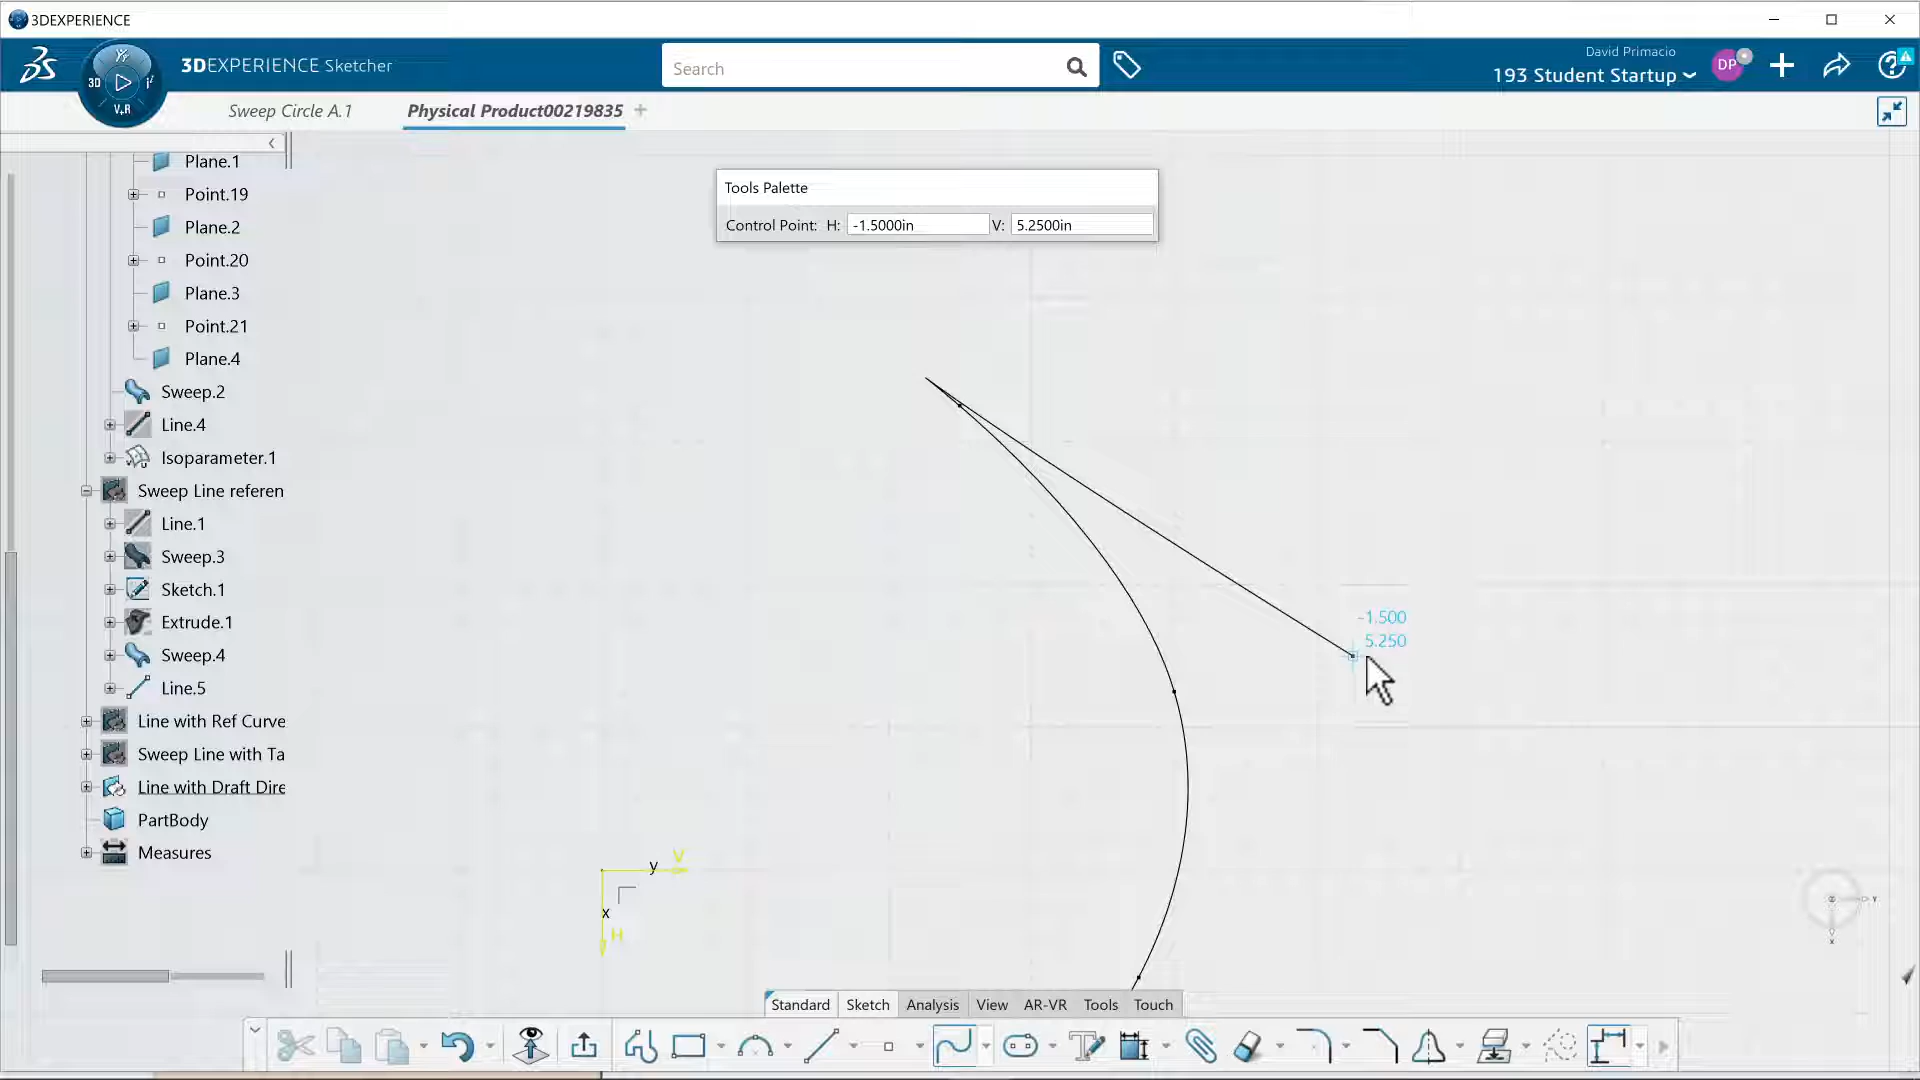 3DEXPERIENCE
3DEXPERIENCE Sketcher
3D
V.R
Search
David Primacio
193 Student Startup
DP
Sweep Circle A.1
Physical Product00219835
Tools Palette
Control Point: H: -1.5000in V: 5.2500in
Plane.1
Point.19
Plane.2
Point.20
Plane.3
Point.21
Plane.4
Sweep.2
Line.4
Isoparameter.1
Sweep Line referen
Line.1
Sweep.3
Sketch.1
Extrude.1
Sweep.4
Line.5
Line with Ref Curve
Sweep Line with Ta
Line with Draft Dire
PartBody
Measures
-1.500
5.250
y V
x
H
Standard Sketch Analysis View AR-VR Tools Touch